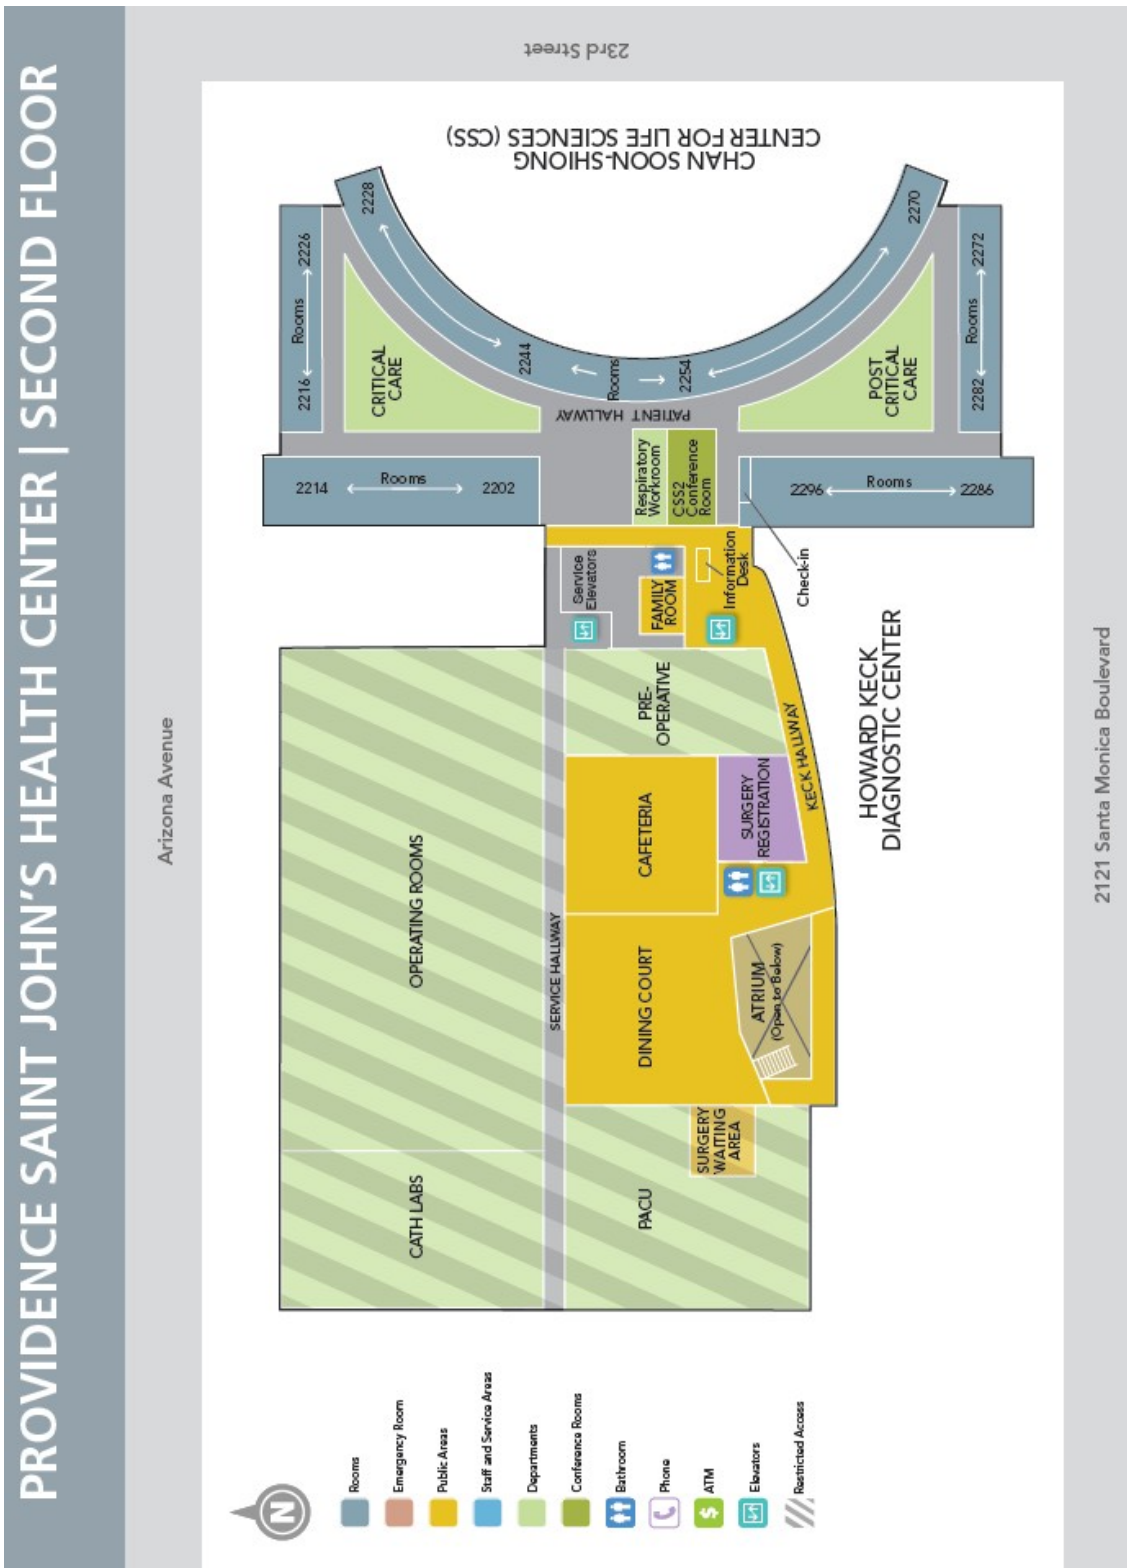 PROVIDENCE SAINT JOHN'S HEALTH CENTER | SECOND FLOOR
Arizona Avenue
23rd Street
2214
Rooms
2202
2216
Rooms
2226
2228
CRITICAL
CARE
2244
Rooms
2254
2270
CHAN SOON-SHIONG
CENTER FOR LIFE SCIENCES (CSS)
PATIENT HALLWAY
POST
CRITICAL
CARE
2282
Rooms
2272
2296
Rooms
2286
Respiratory
Workroom
CSS2
Conference
Room
Check-in
Information
Desk
Service
Elevators
FAMILY
ROOM
PRE-
OPERATIVE
OPERATING ROOMS
CATH LABS
SERVICE HALLWAY
CAFETERIA
SURGERY
REGISTRATION
KECK HALLWAY
DINING COURT
ATRIUM
(Open to Below)
SURGERY
WAITING
AREA
PACU
HOWARD KECK
DIAGNOSTIC CENTER
2121 Santa Monica Boulevard
N
Rooms
Emergency Room
Public Areas
Staff and Service Areas
Departments
Conference Rooms
Bathroom
Phone
$
ATM
Elevators
Restricted Access